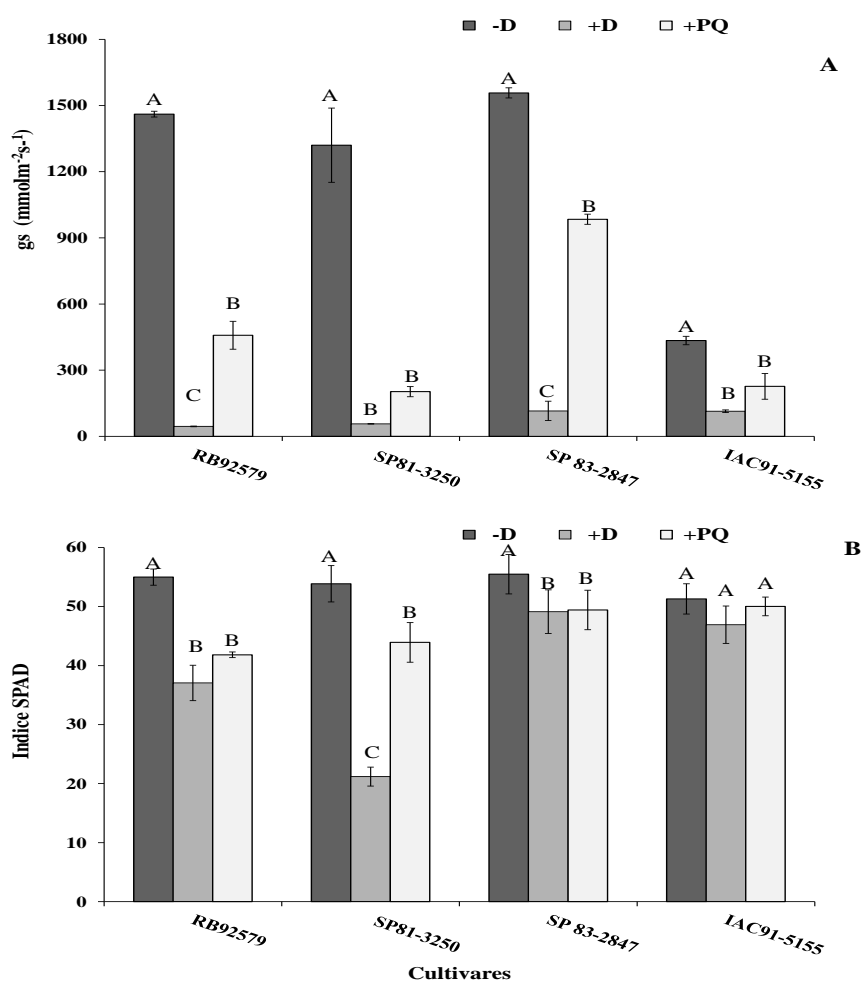 -D +D +PQ
A
gs (mmolm⁻²s-¹)
1800
1500
1200
900
600
300
0
A C B
A B B
A C B
A B B
RB92579 SP81-3250 SP 83-2847 IAC91-5155
-D +D +PQ
B
Indice SPAD
60
50
40
30
20
10
0
A B B
A C B
A B B
A A A
RB92579 SP81-3250 SP 83-2847 IAC91-5155
Cultivares